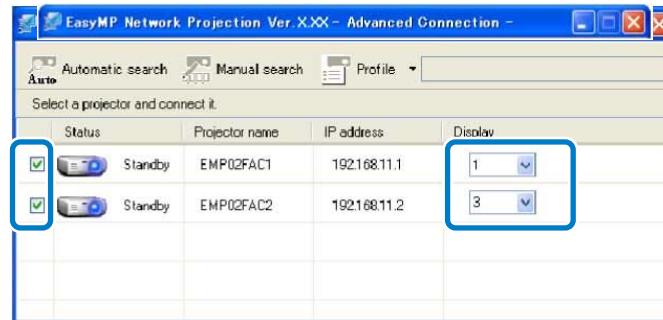 EasyMP Network Projection Ver.X.XX - Advanced Connection -
Auto Automatic search Manual search Profile
Select a projector and connect it.
Status Projector name IP address Display
Standby EMP02FAC1 192.168.11.1 1
Standby EMP02FAC2 192.168.11.2 3